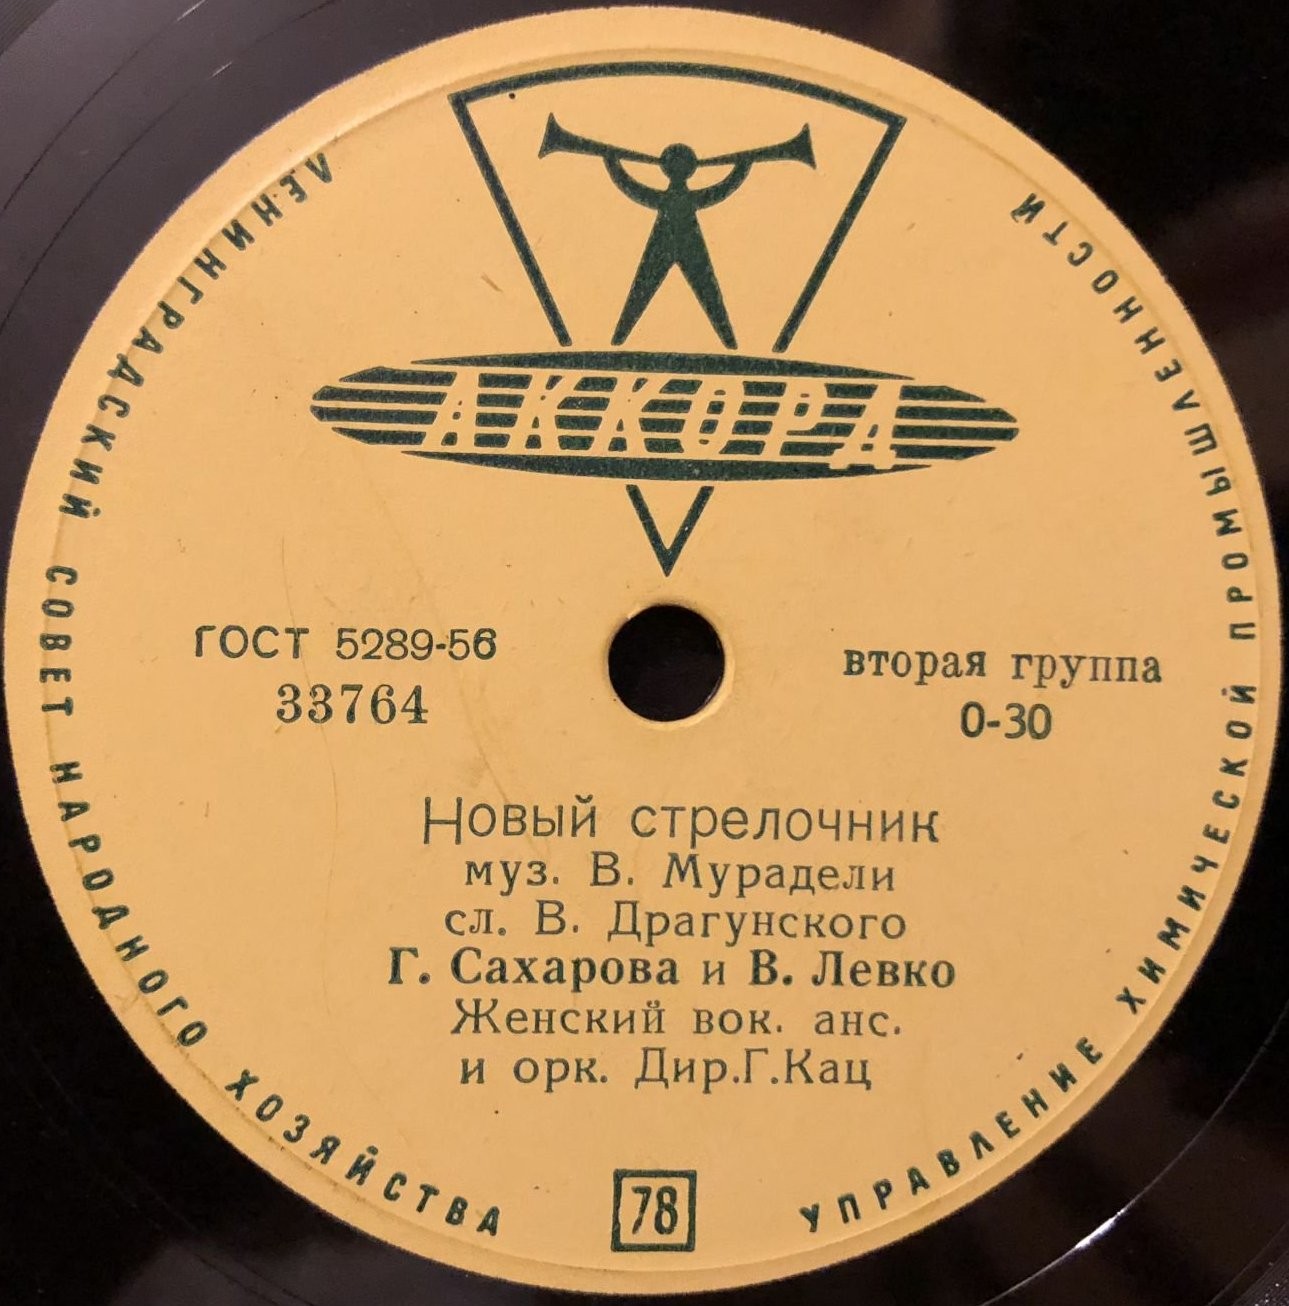 АККОРД
ЛЕНИНГРАДСКИЙ СОВЕТ НАРОДНОГО ХОЗЯЙСТВА
УПРАВЛЕНИЕ ХИМИЧЕСКОЙ ПРОМЫШЛЕННОСТИ
ГОСТ 5289-56
33764
вторая группа
0-30
Новый стрелочник
муз. В. Мурадели
сл. В. Драгунского
Г. Сахарова и В. Левко
Женский вок. анс.
и орк. Дир.Г.Кац
78